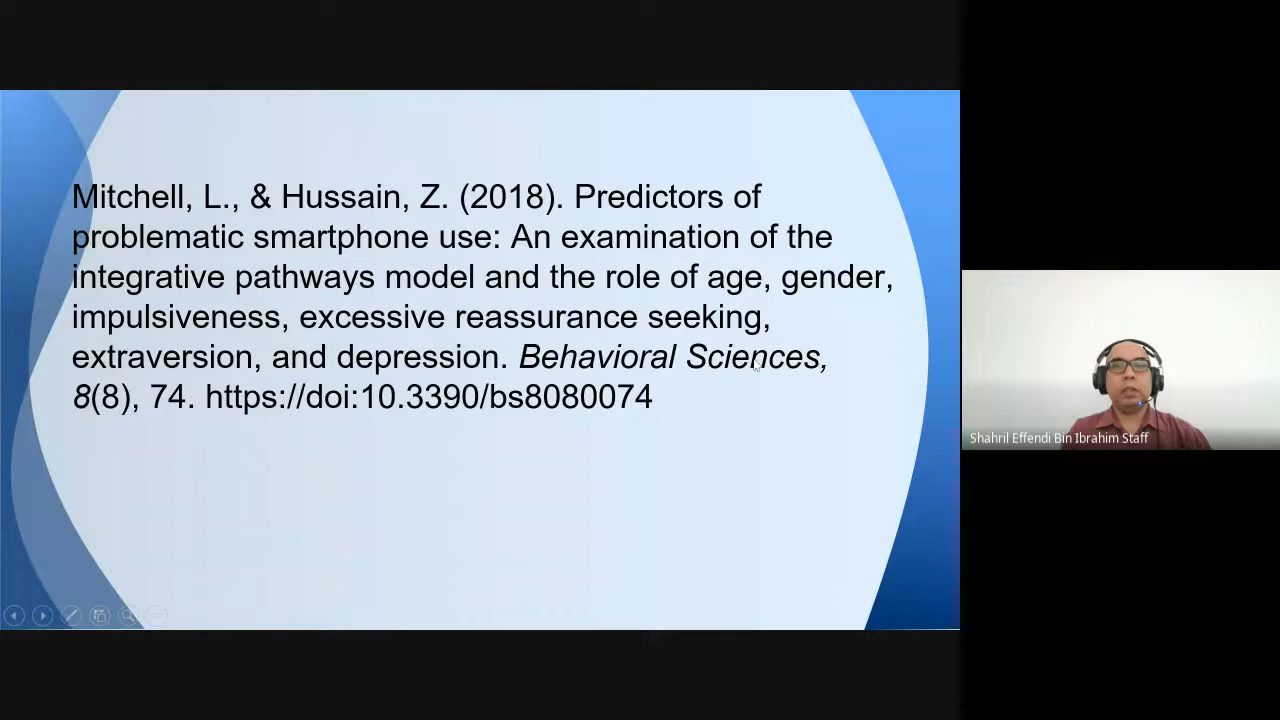 Mitchell, L., & Hussain, Z. (2018). Predictors of
problematic smartphone use: An examination of the
integrative pathways model and the role of age, gender,
impulsiveness, excessive reassurance seeking,
extraversion, and depression. Behavioral Sciences,
8(8), 74. https://doi:10.3390/bs8080074
Shahril Effendi Bin Ibrahim Staff